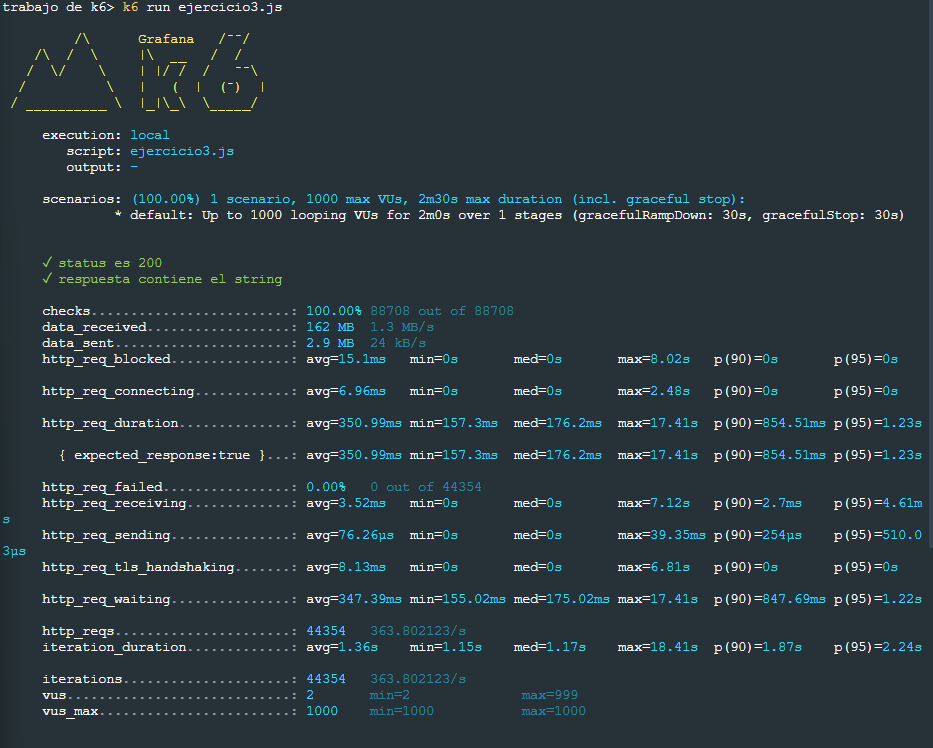 trabajo de k6> k6 run ejercicio3.js
Grafana
execution: local
script: ejercicio3.js
output: -
scenarios: (100.00%) 1 scenario, 1000 max VUs, 2m30s max duration (incl. graceful stop):
* default: Up to 1000 looping VUs for 2m0s over 1 stages (gracefulRampDown: 30s, gracefulStop: 30s)
✓ status es 200
✓ respuesta contiene el string
checks.........................: 100.00% 88708 out of 88708
data_received..................: 162 MB 1.3 MB/s
data_sent......................: 2.9 MB 24 kB/s
http_req_blocked...............: avg=15.1ms min=0s med=0s max=8.02s p(90)=0s p(95)=0s
http_req_connecting............: avg=6.96ms min=0s med=0s max=2.48s p(90)=0s p(95)=0s
http_req_duration..............: avg=350.99ms min=157.3ms med=176.2ms max=17.41s p(90)=854.51ms p(95)=1.23s
{ expected_response:true }...: avg=350.99ms min=157.3ms med=176.2ms max=17.41s p(90)=854.51ms p(95)=1.23s
http_req_failed................: 0.00% 0 out of 44354
http_req_receiving.............: avg=3.52ms min=0s med=0s max=7.12s p(90)=2.7ms p(95)=4.61m
s
http_req_sending...............: avg=76.26µs min=0s med=0s max=39.35ms p(90)=254µs p(95)=510.0
3µs
http_req_tls_handshaking.......: avg=8.13ms min=0s med=0s max=6.81s p(90)=0s p(95)=0s
http_req_waiting...............: avg=347.39ms min=155.02ms med=175.02ms max=17.41s p(90)=847.69ms p(95)=1.22s
http_reqs......................: 44354 363.802123/s
iteration_duration.............: avg=1.36s min=1.15s med=1.17s max=18.41s p(90)=1.87s p(95)=2.24s
iterations.....................: 44354 363.802123/s
vus............................: 2 min=2 max=999
vus_max........................: 1000 min=1000 max=1000